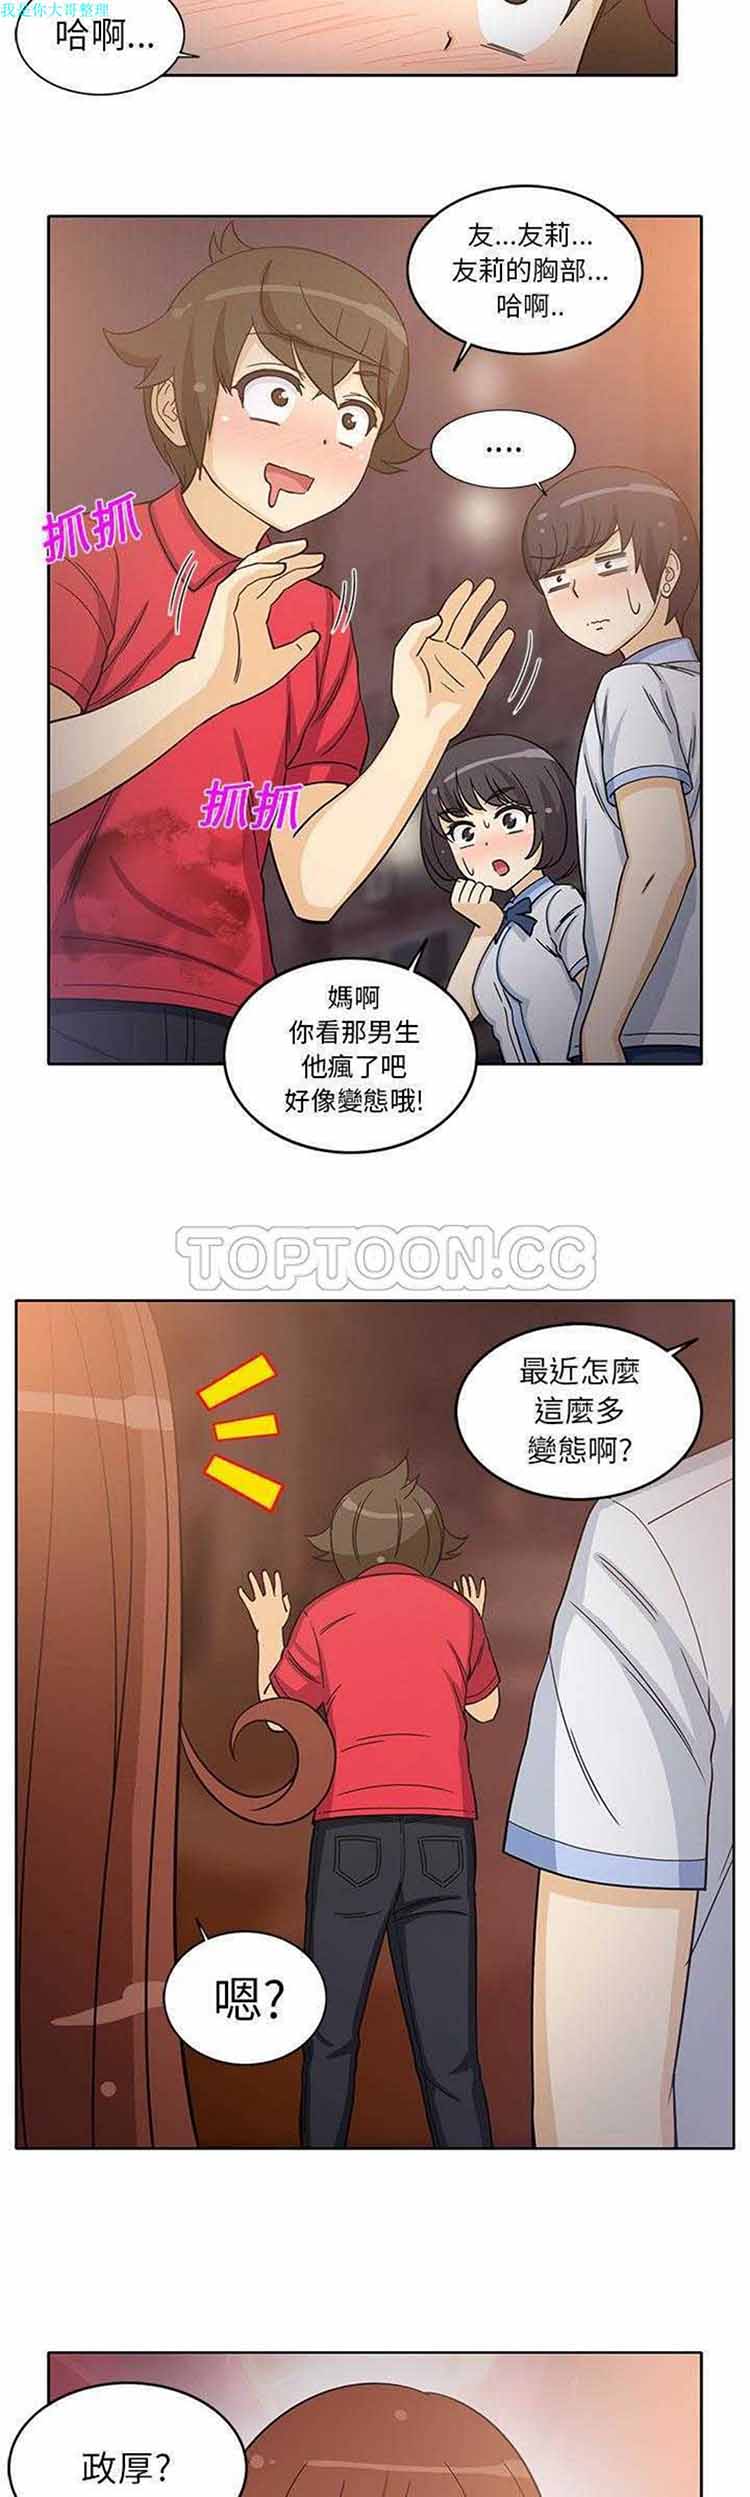 我是你大哥整理
哈啊...
友...友莉...
友莉的胸部...
哈啊..
....
抓抓
抓抓
媽啊
你看那男生
他瘋了吧
好像變態哦!
TOPTOON.CC
最近怎麼
這麼多
變態啊?
嗯?
政厚?